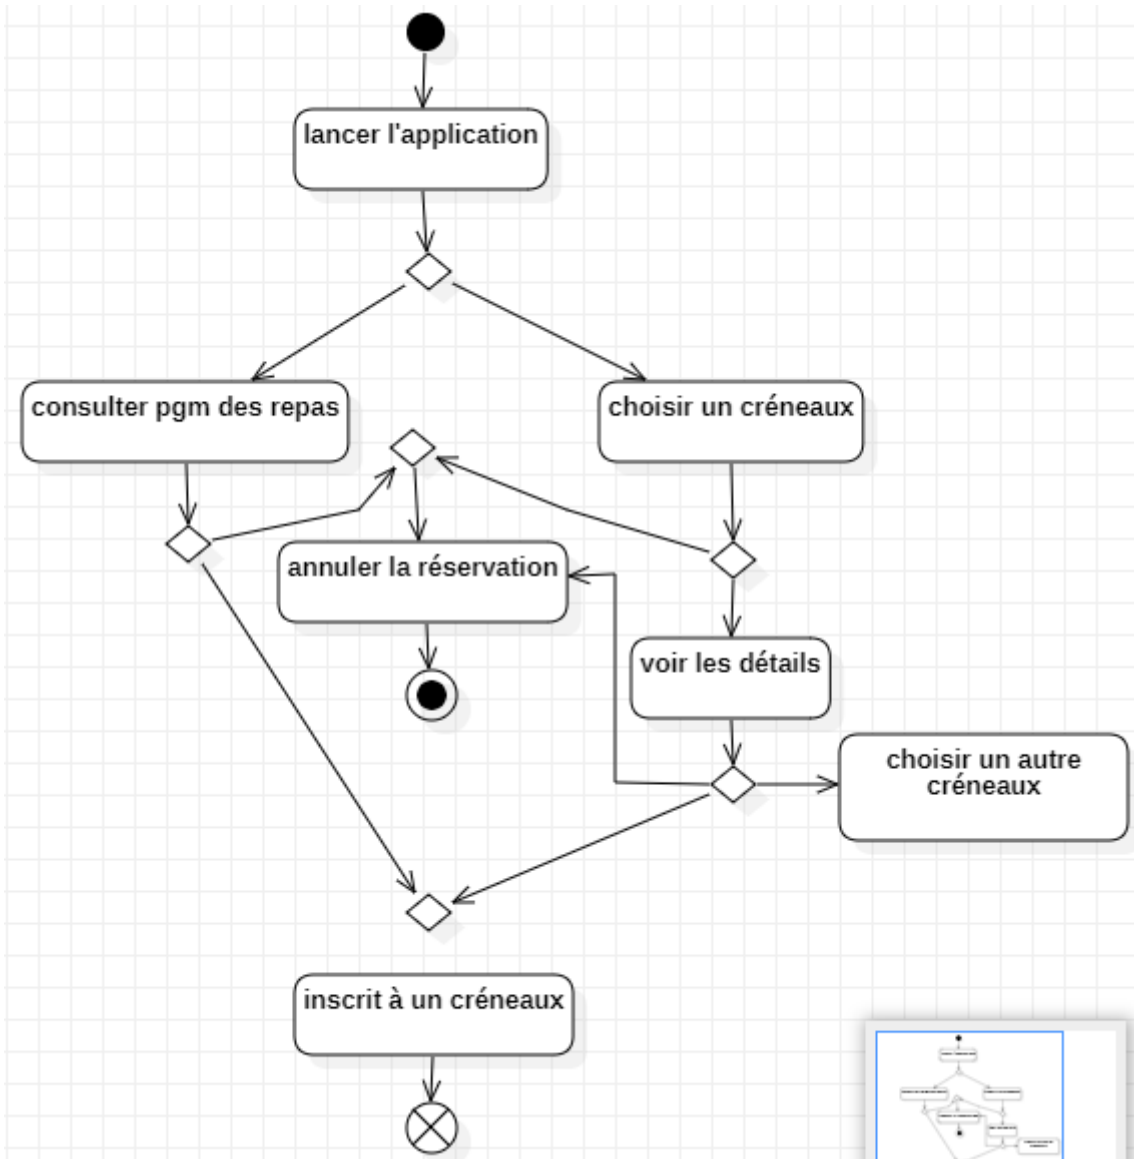 lancer l'application
consulter pgm des repas
choisir un créneaux
annuler la réservation
voir les détails
choisir un autre
créneaux
inscrit à un créneaux